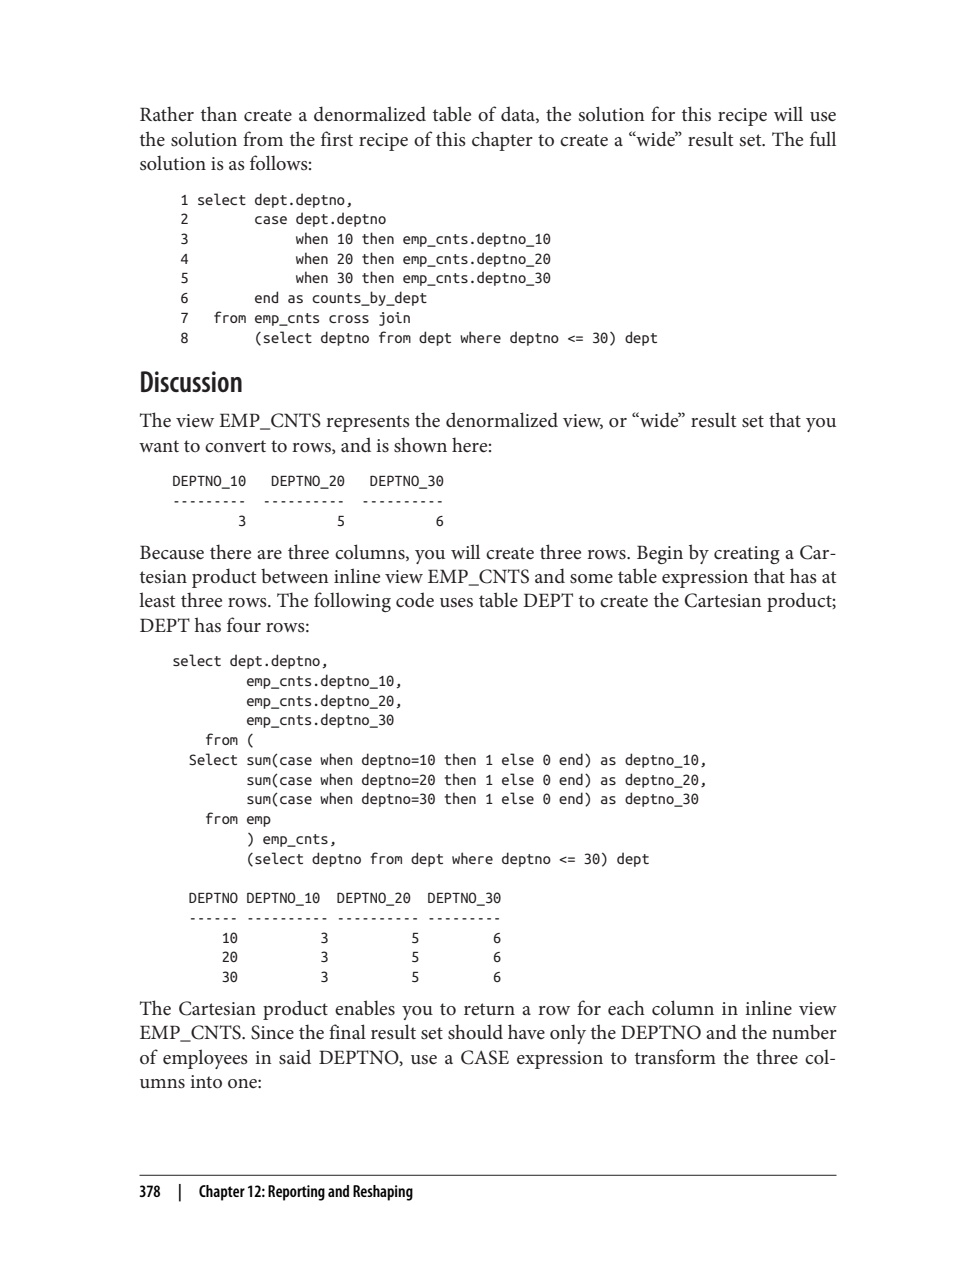 Rather than create a denormalized table of data, the solution for this recipe will use
the solution from the first recipe of this chapter to create a “wide” result set. The full
solution is as follows:
1 select dept.deptno,
2        case dept.deptno
3             when 10 then emp_cnts.deptno_10
4             when 20 then emp_cnts.deptno_20
5             when 30 then emp_cnts.deptno_30
6        end as counts_by_dept
7   from emp_cnts cross join
8        (select deptno from dept where deptno <= 30) dept
Discussion
The view EMP_CNTS represents the denormalized view, or “wide” result set that you
want to convert to rows, and is shown here:
DEPTNO_10   DEPTNO_20   DEPTNO_30
---------  ----------  ----------
        3           5           6
Because there are three columns, you will create three rows. Begin by creating a Car-
tesian product between inline view EMP_CNTS and some table expression that has at
least three rows. The following code uses table DEPT to create the Cartesian product;
DEPT has four rows:
select dept.deptno,
         emp_cnts.deptno_10,
         emp_cnts.deptno_20,
         emp_cnts.deptno_30
    from (
  Select sum(case when deptno=10 then 1 else 0 end) as deptno_10,
         sum(case when deptno=20 then 1 else 0 end) as deptno_20,
         sum(case when deptno=30 then 1 else 0 end) as deptno_30
    from emp
         ) emp_cnts,
         (select deptno from dept where deptno <= 30) dept
  DEPTNO DEPTNO_10  DEPTNO_20  DEPTNO_30
  ------ ---------- ---------- ---------
      10          3          5         6
      20          3          5         6
      30          3          5         6
The Cartesian product enables you to return a row for each column in inline view
EMP_CNTS. Since the final result set should have only the DEPTNO and the number
of employees in said DEPTNO, use a CASE expression to transform the three col-
umns into one:
378 | Chapter 12: Reporting and Reshaping